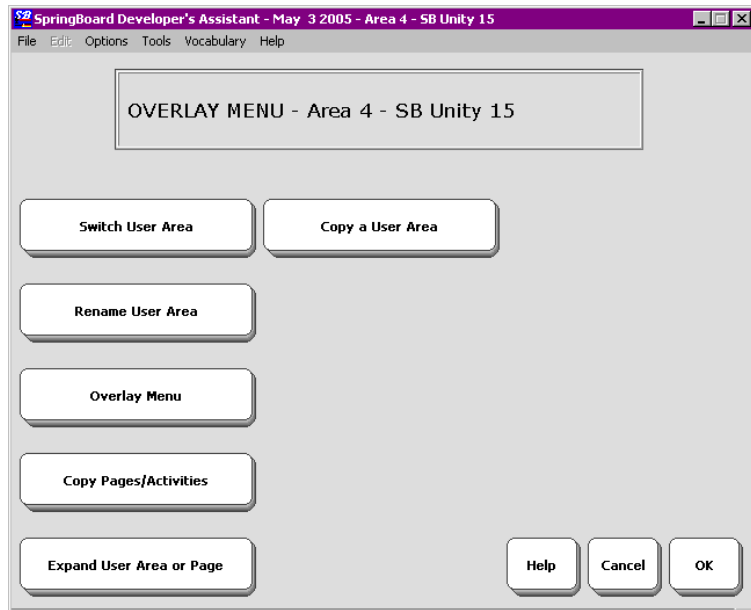 SpringBoard Developer's Assistant - May 3 2005 - Area 4 - SB Unity 15
File Edit Options Tools Vocabulary Help
OVERLAY MENU - Area 4 - SB Unity 15
Switch User Area Copy a User Area
Rename User Area
Overlay Menu
Copy Pages/Activities
Expand User Area or Page Help Cancel OK